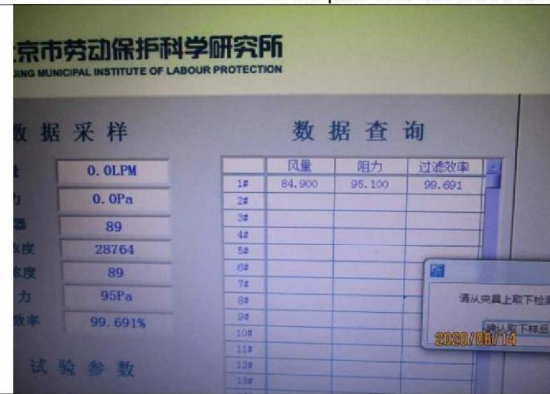 京市劳动保护科学研究所
JING MUNICIPAL INSTITUTE OF LABOUR PROTECTION
数据采样
数据查询
0.0LPM
0.0Pa
89
28764
89
力 95Pa
效率 99.691%
试验参数
风量 阻力 过滤效率
1# 84.900 95.100 99.691
2#
3#
4#
5#
6#
7#
8#
9#
10#
11#
12#
13#
请从夹具上取下检
确认取下样品
2020/08/14